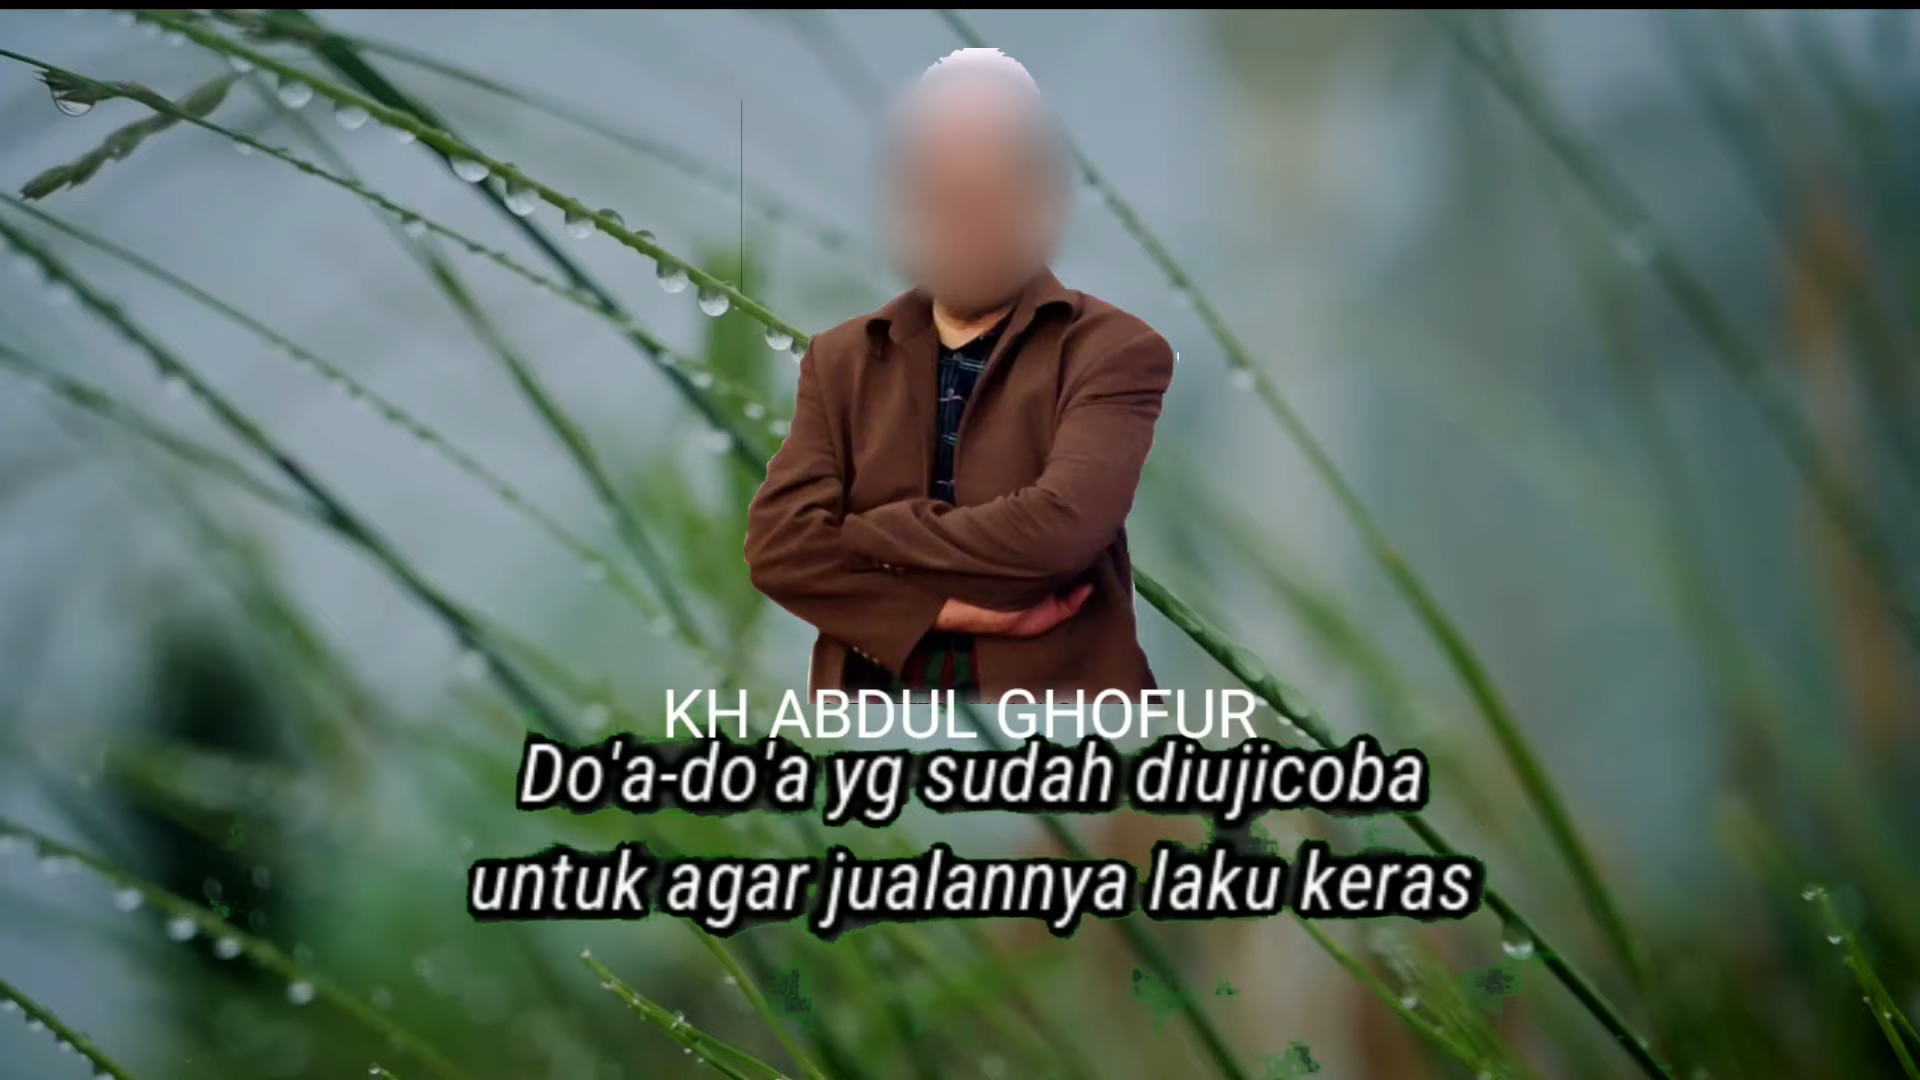 KH ABDUL GHOFUR
Do'a-do'a yg sudah diujicoba
untuk agar jualannya laku keras